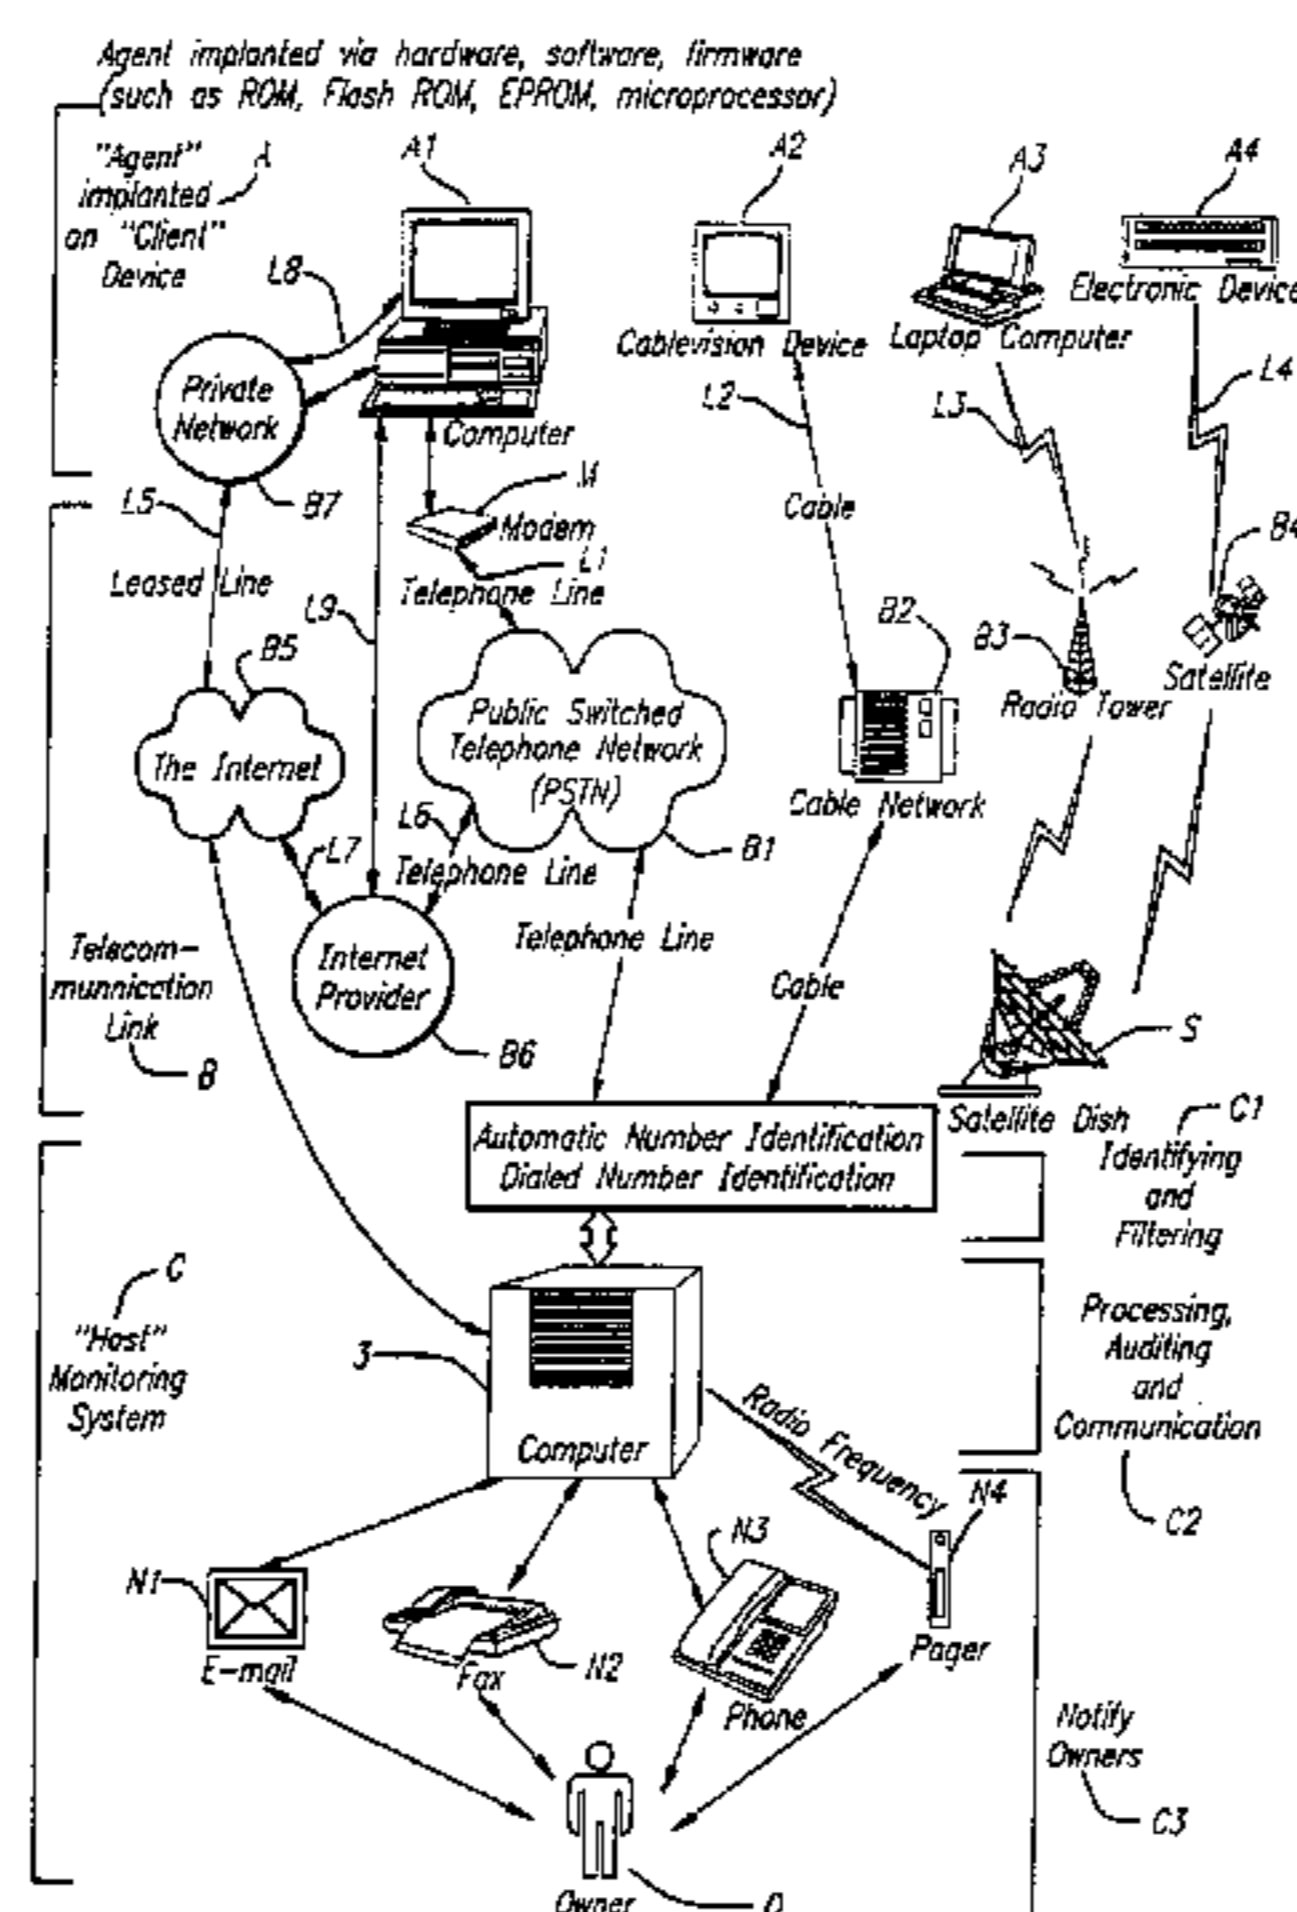 Agent implanted via hardware, software, firmware
(such as ROM, Flash ROM, EPROM, microprocessor)
"Agent"
implanted
on "Client"
Device
A
A1
A2
A3
A4
L8
Private
Network
Computer
Cablevision Device
Laptop Computer
Electronic Device
L2
L3
L4
L5
B7
M
Modem
L1
Telephone Line
Cable
Leased Line
L9
B5
B2
B3
B4
Radio Tower
Satellite
The Internet
Public Switched
Telephone Network
(PSTN)
Cable Network
L6
L7
B1
Telephone Line
Telephone Line
Internet
Provider
B6
Cable
Telecom-
munnication
Link
B
S
Satellite Dish
Automatic Number Identification
Dialed Number Identification
C1
Identifying
and
Filtering
C
"Host"
Monitoring
System
3
Computer
Processing,
Auditing
and
Communication
C2
Radio Frequency
N4
N3
N1
E-mail
Fax
N2
Phone
Pager
Notify
Owners
C3
Owner
O